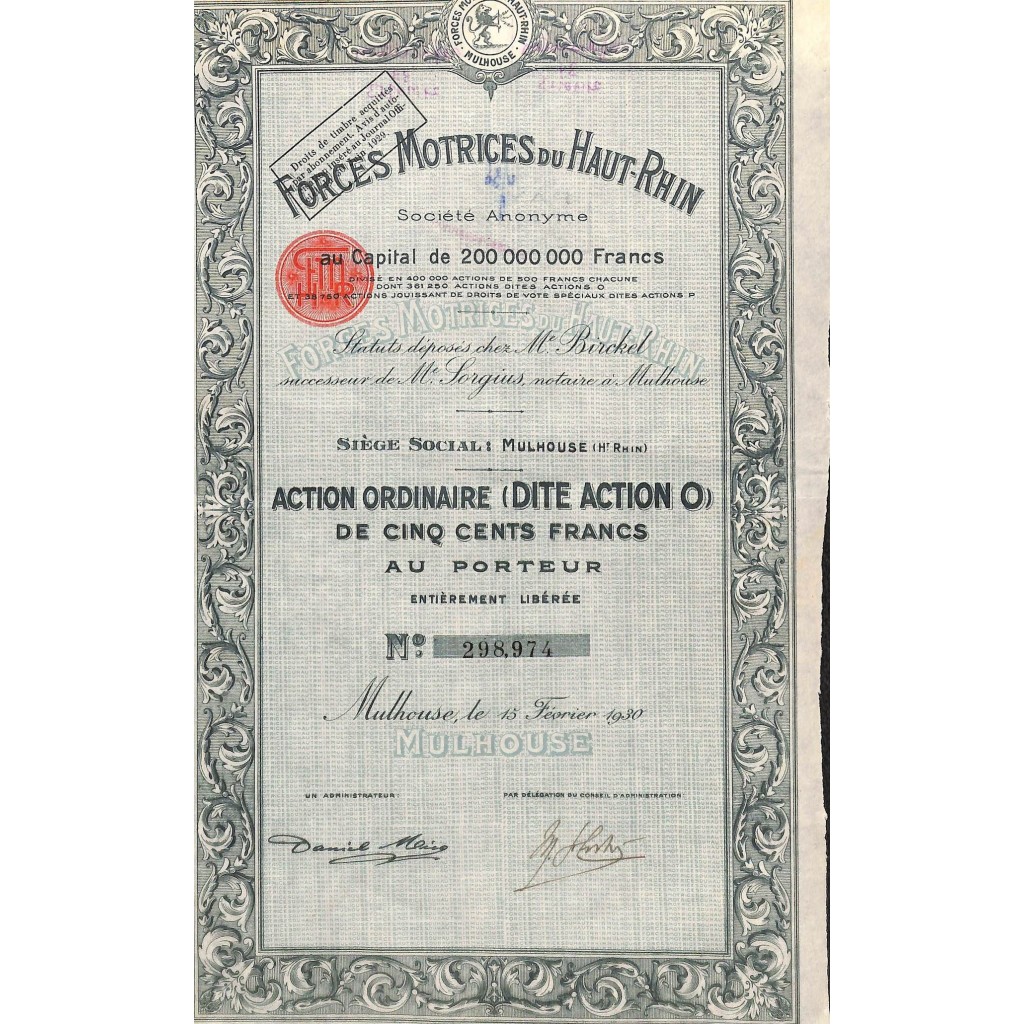 FORCES MOTRICES DU HAUT-RHIN
· MULHOUSE ·
Droits de timbre acquittés
par abonnement. Avis d'auto-
au Journal Off.
1929
FORCES MOTRICES DU HAUT-RHIN
Société Anonyme
au Capital de 200 000 000 Francs
DIVISÉ EN 400 000 ACTIONS DE 500 FRANCS CHACUNE
DONT 361 250 ACTIONS DITES ACTIONS O
ET 38 750 ACTIONS JOUISSANT DE DROITS DE VOTE SPÉCIAUX DITES ACTIONS P
FORCES MOTRICES DU HAUT-RHIN
Statuts déposés chez Me Birckel
successeur de Me Sorgius, notaire à Mulhouse
SIÈGE SOCIAL: MULHOUSE (HT RHIN)
ACTION ORDINAIRE (DITE ACTION O)
DE CINQ CENTS FRANCS
AU PORTEUR
ENTIÈREMENT LIBÉRÉE
No: 298,974
Mulhouse, le 15 Février 1930
MULHOUSE
UN ADMINISTRATEUR: PAR DÉLÉGATION DU CONSEIL D'ADMINISTRATION:
Daniel